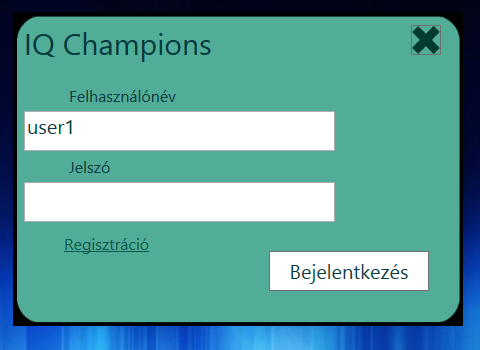 IQ Champions
Felhasználónév
user1
Jelszó
Regisztráció
Bejelentkezés